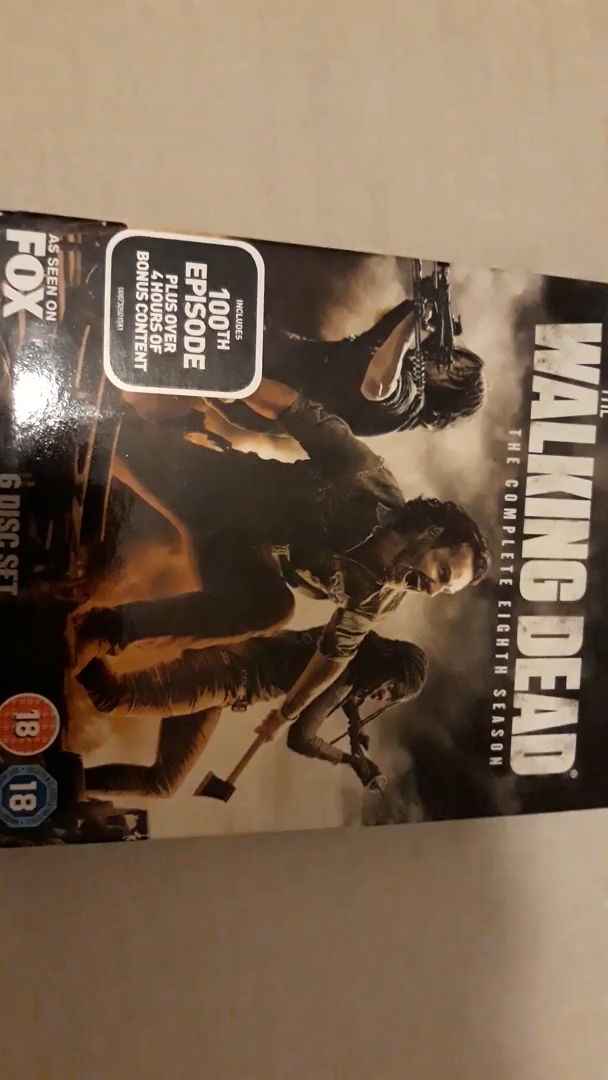 THE
WALKING DEAD®
THE COMPLETE EIGHTH SEASON
INCLUDES
100TH
EPISODE
PLUS OVER
4 HOURS OF
BONUS CONTENT
AS SEEN ON
FOX
6 DISC SET
18
18